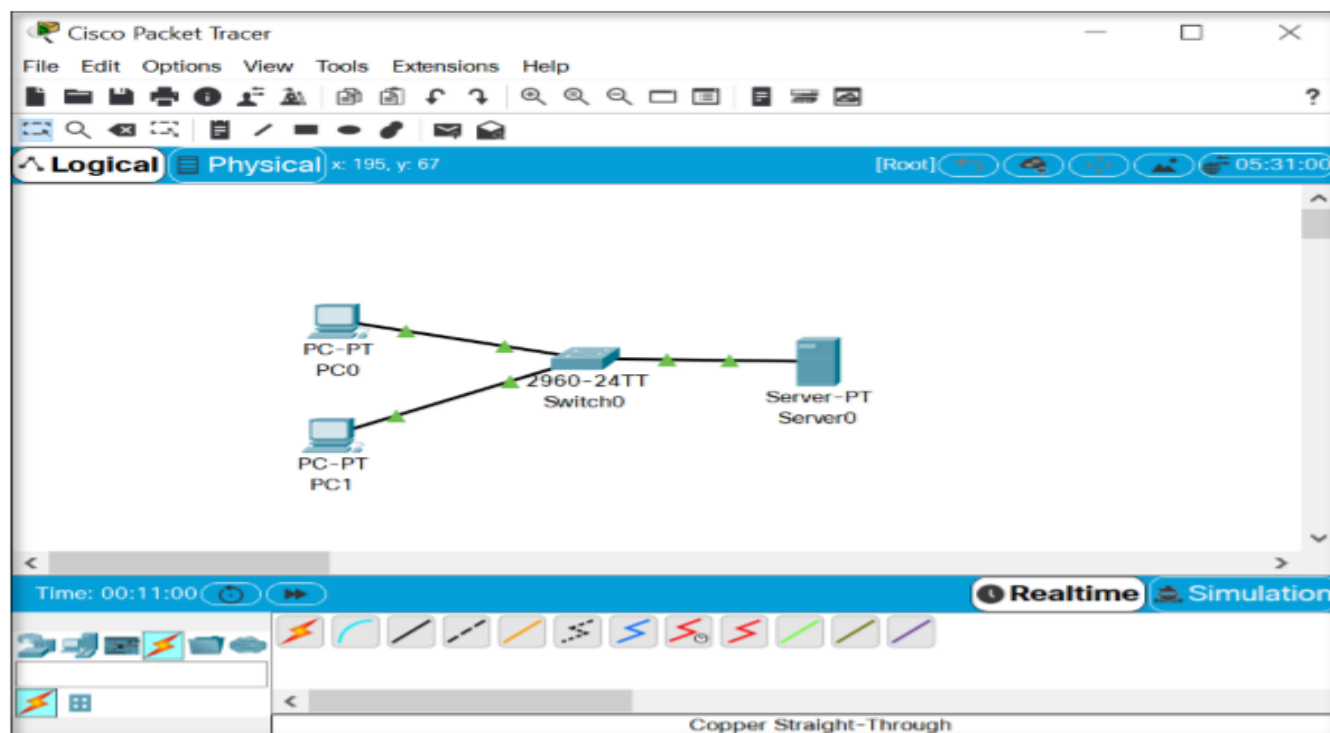 Cisco Packet Tracer
File Edit Options View Tools Extensions Help
?
Logical Physical x: 195, y: 67 [Root] 05:31:00
PC-PT
PC0
2960-24TT
Switch0
Server-PT
Server0
PC-PT
PC1
Time: 00:11:00 Realtime Simulation
Copper Straight-Through